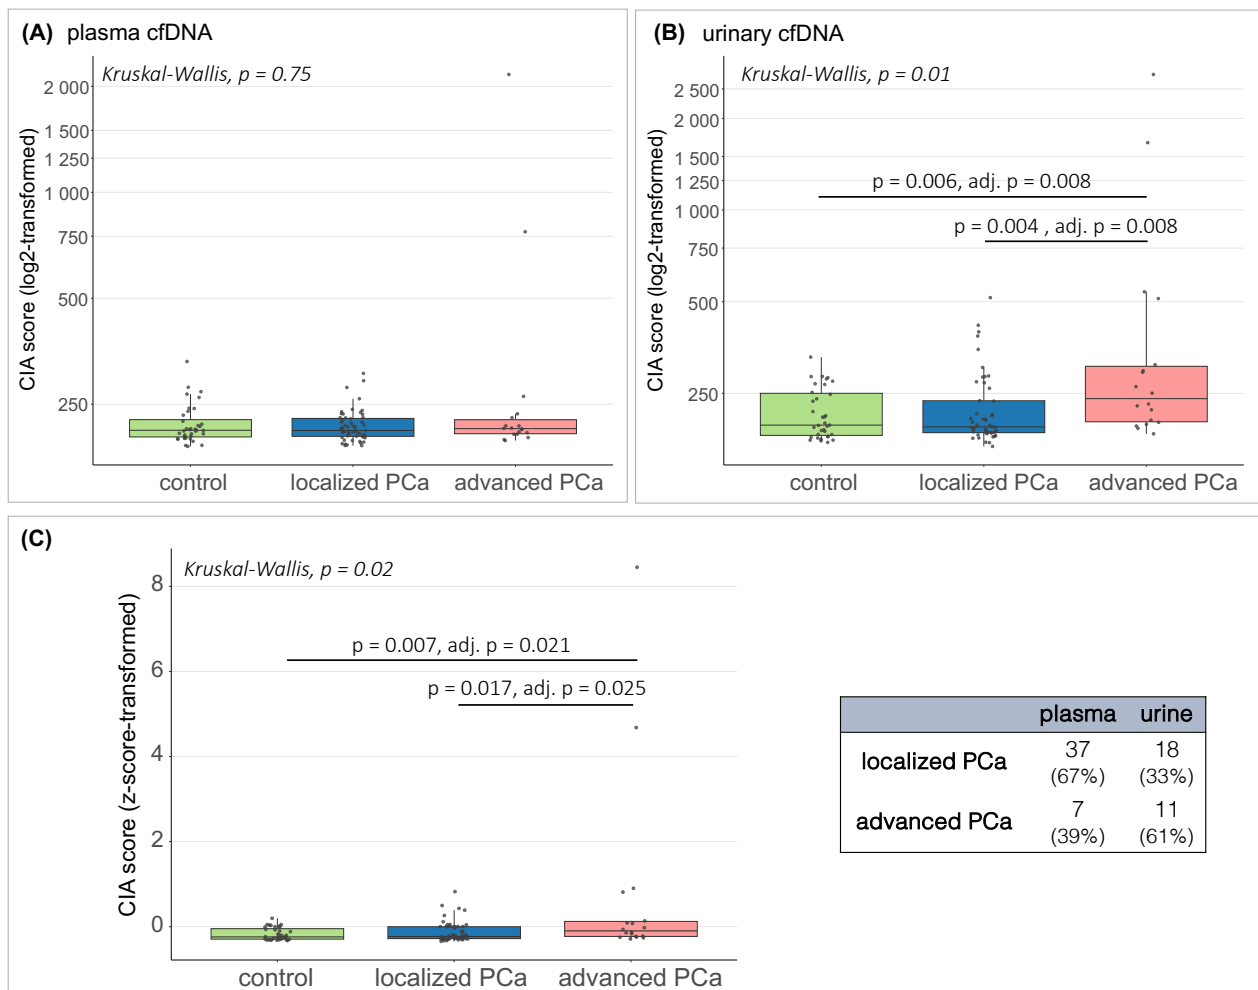 (A) plasma cfDNA
Kruskal-Wallis, p = 0.75
CIA score (log2-transformed)
2 000
1 500
1 250
1 000
750
500
250
control
localized PCa
advanced PCa
(B) urinary cfDNA
Kruskal-Wallis, p = 0.01
CIA score (log2-transformed)
2 500
2 000
1 500
1 250
1 000
750
500
250
p = 0.006, adj. p = 0.008
p = 0.004 , adj. p = 0.008
control
localized PCa
advanced PCa
(C)
Kruskal-Wallis, p = 0.02
CIA score (z-score-transformed)
8
6
4
2
0
p = 0.007, adj. p = 0.021
p = 0.017, adj. p = 0.025
control
localized PCa
advanced PCa
plasma urine
localized PCa 37 18
(67%) (33%)
advanced PCa 7 11
(39%) (61%)